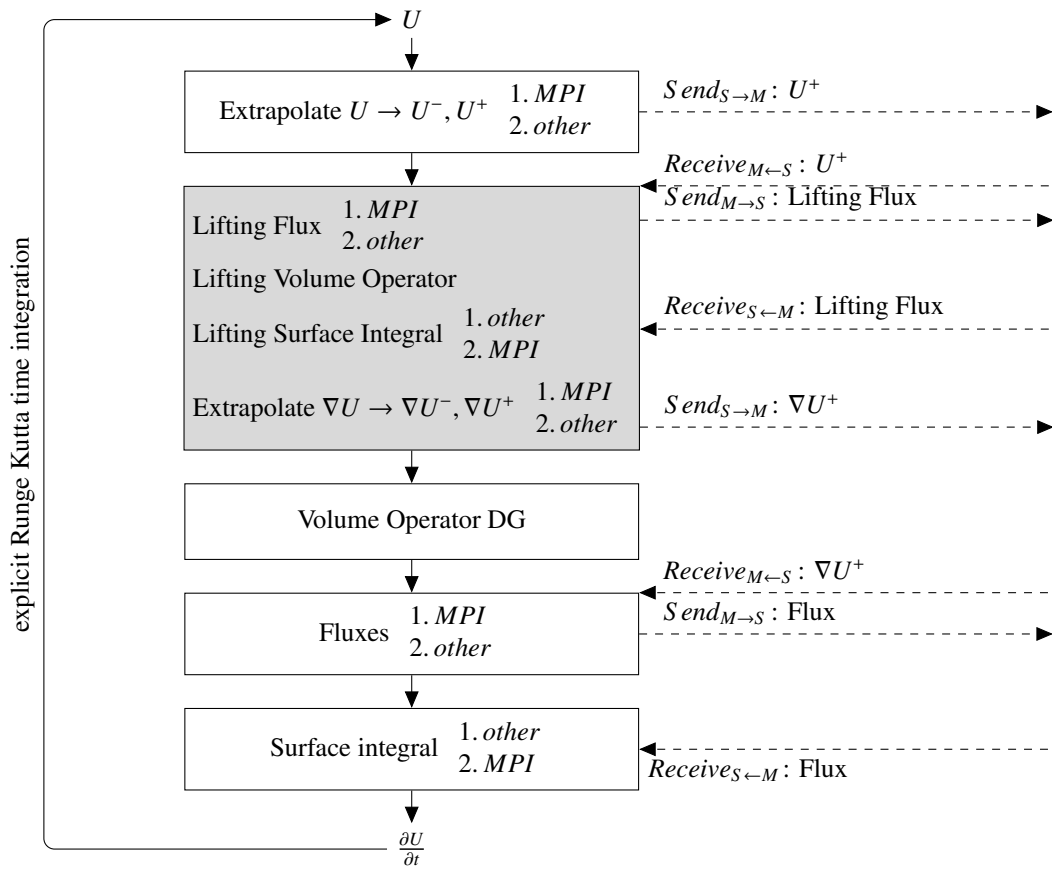 U
Extrapolate U → U⁻, U⁺ 1. MPI
2. other
Send_{S→M} : U⁺
Receive_{M←S} : U⁺
Send_{M→S} : Lifting Flux
Lifting Flux 1. MPI
2. other
Lifting Volume Operator
Receive_{S←M} : Lifting Flux
Lifting Surface Integral 1. other
2. MPI
Extrapolate ∇U → ∇U⁻, ∇U⁺ 1. MPI
2. other
Send_{S→M} : ∇U⁺
Volume Operator DG
Receive_{M←S} : ∇U⁺
Send_{M→S} : Flux
Fluxes 1. MPI
2. other
Surface integral 1. other
2. MPI
Receive_{S←M} : Flux
∂U
∂t
explicit Runge Kutta time integration